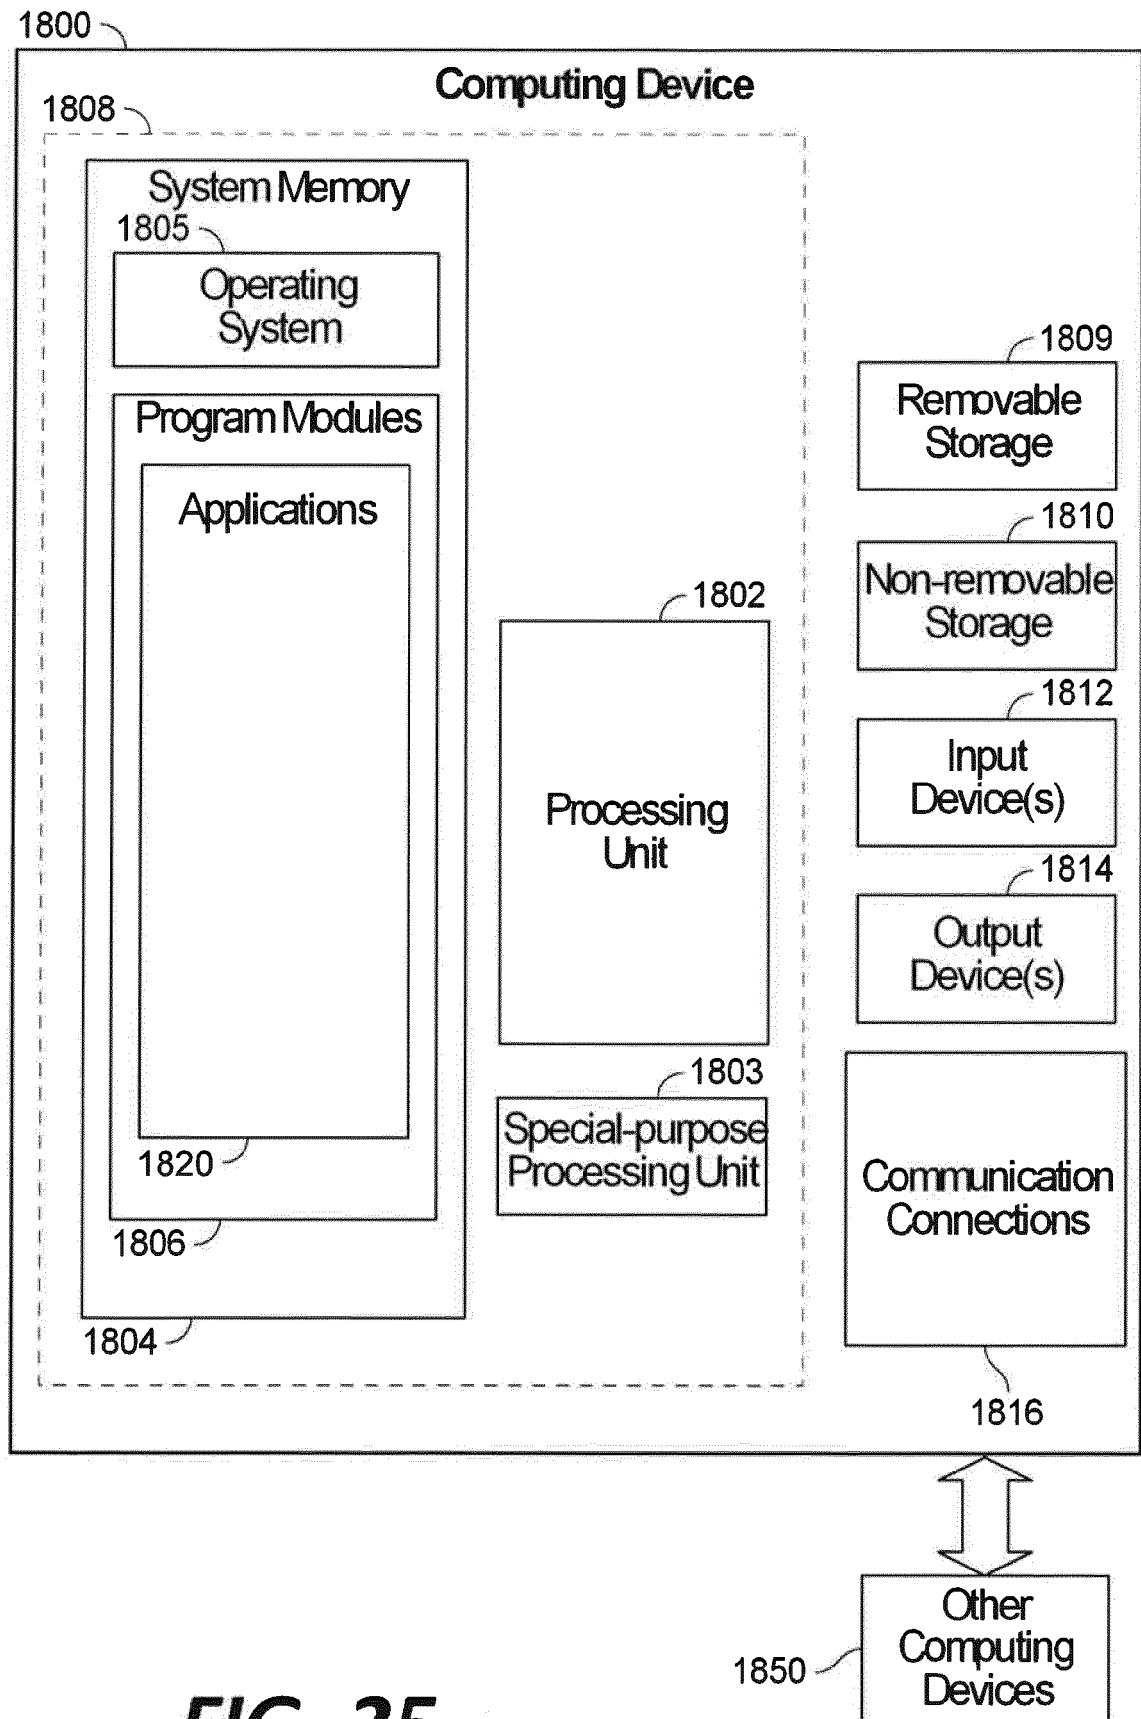 1800
Computing Device
1808
System Memory
1805
Operating
System
Program Modules
Applications
1820
1806
1804
1802
Processing
Unit
1803
Special-purpose
Processing Unit
1809
Removable
Storage
1810
Non-removable
Storage
1812
Input
Device(s)
1814
Output
Device(s)
Communication
Connections
1816
1850
Other
Computing
Devices
FIG. 25